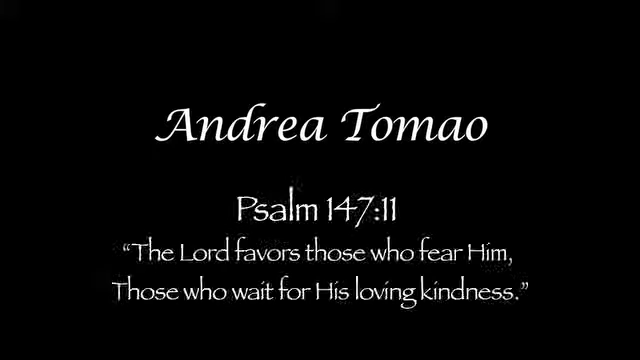 Andrea Tomao
Psalm 147:11
“The Lord favors those who fear Him,
Those who wait for His loving kindness.”